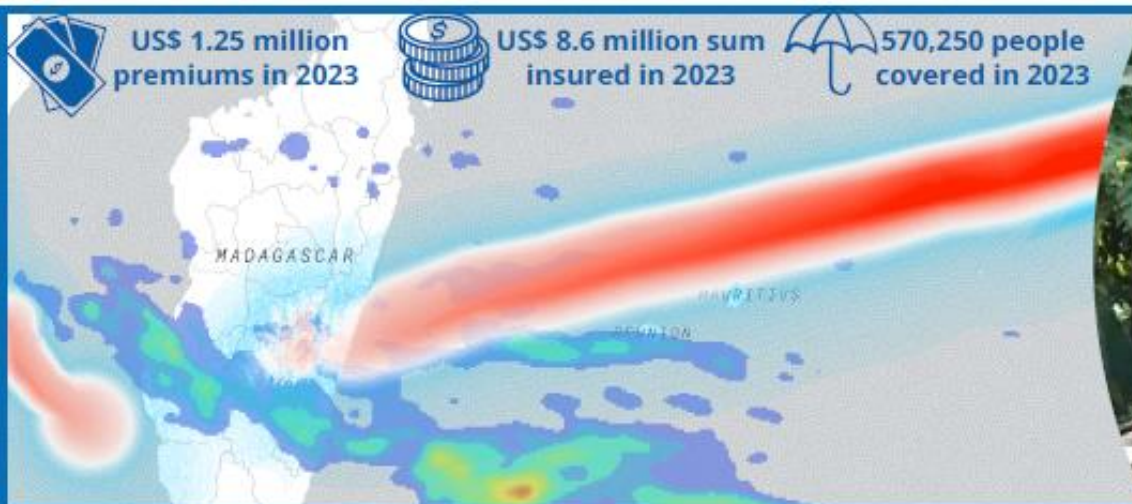 US$ 1.25 million
premiums in 2023
US$ 8.6 million sum
insured in 2023
570,250 people
covered in 2023
MADAGASCAR
MAURITIUS
REUNION